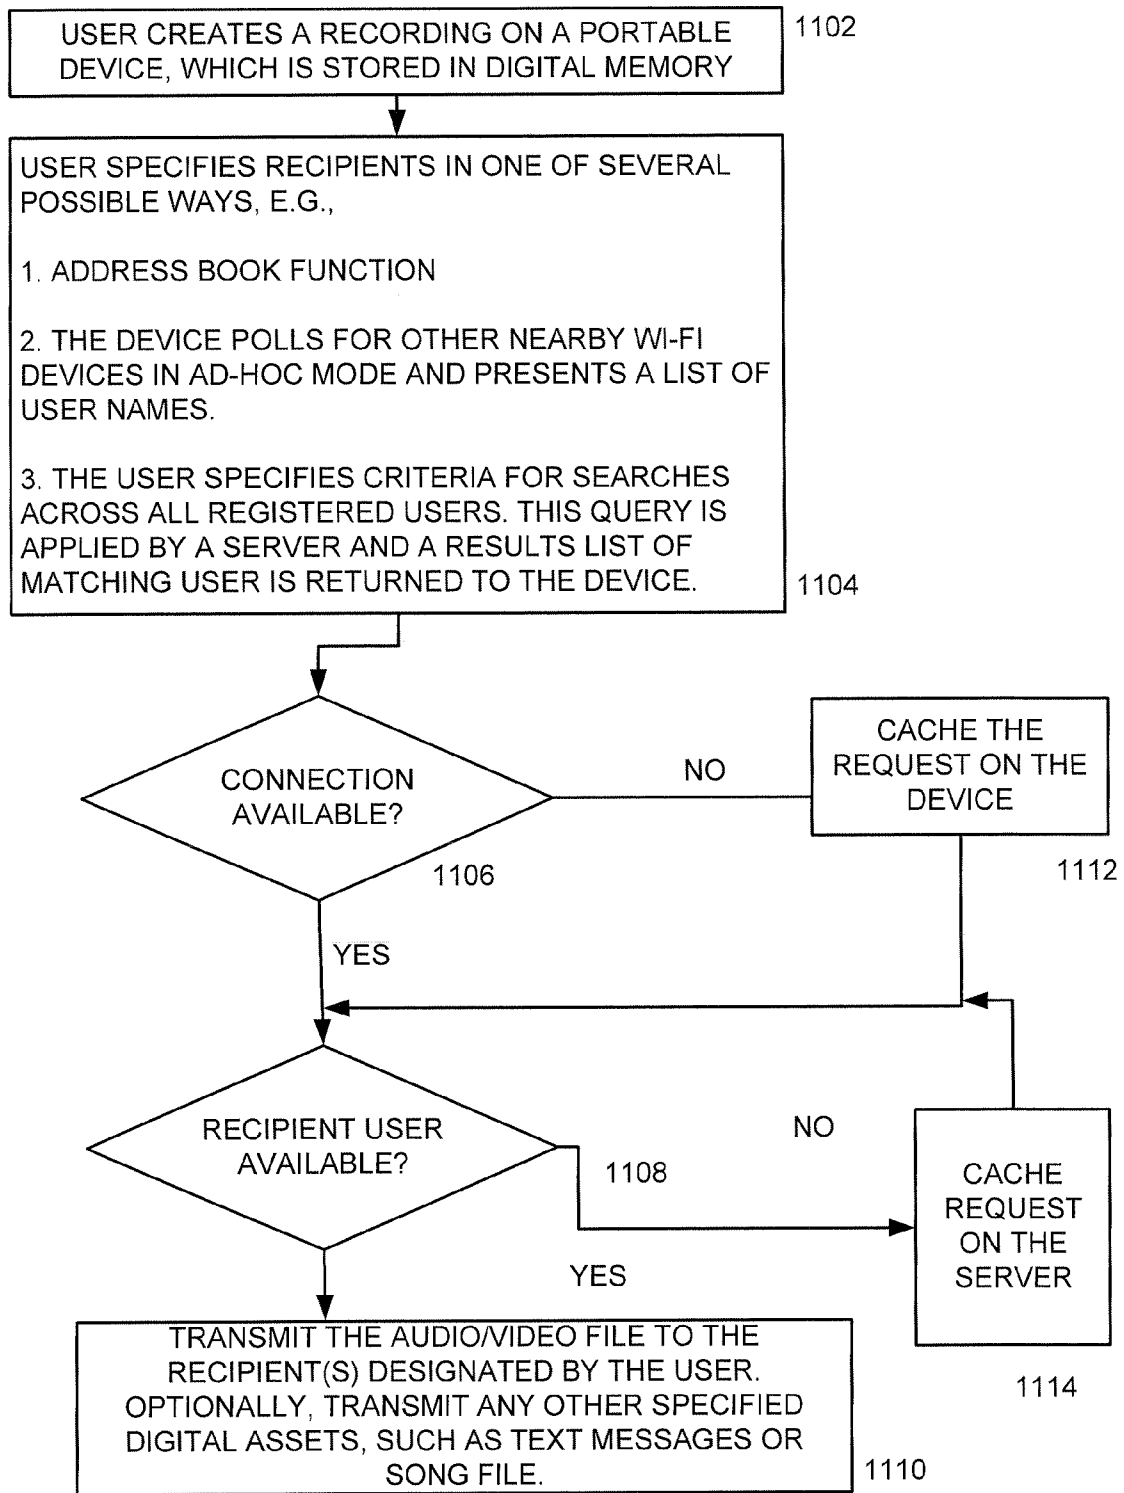 USER CREATES A RECORDING ON A PORTABLE
DEVICE, WHICH IS STORED IN DIGITAL MEMORY
1102
USER SPECIFIES RECIPIENTS IN ONE OF SEVERAL
POSSIBLE WAYS, E.G.,
1. ADDRESS BOOK FUNCTION
2. THE DEVICE POLLS FOR OTHER NEARBY WI-FI
DEVICES IN AD-HOC MODE AND PRESENTS A LIST OF
USER NAMES.
3. THE USER SPECIFIES CRITERIA FOR SEARCHES
ACROSS ALL REGISTERED USERS. THIS QUERY IS
APPLIED BY A SERVER AND A RESULTS LIST OF
MATCHING USER IS RETURNED TO THE DEVICE.
1104
CONNECTION
AVAILABLE?
1106
NO
CACHE THE
REQUEST ON THE
DEVICE
1112
YES
RECIPIENT USER
AVAILABLE?
1108
NO
CACHE
REQUEST
ON THE
SERVER
1114
YES
TRANSMIT THE AUDIO/VIDEO FILE TO THE
RECIPIENT(S) DESIGNATED BY THE USER.
OPTIONALLY, TRANSMIT ANY OTHER SPECIFIED
DIGITAL ASSETS, SUCH AS TEXT MESSAGES OR
SONG FILE.
1110